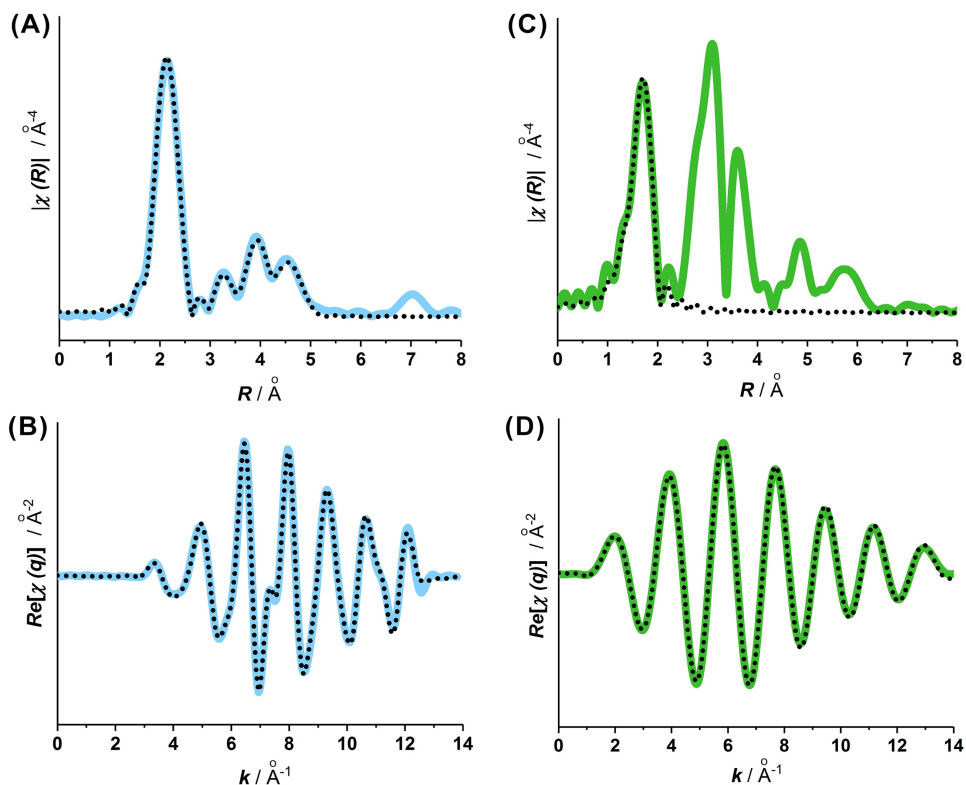 (A)
|χ (R)| / Å-4
0 1 2 3 4 5 6 7 8
R / Å
(C)
|χ (R)| / Å-4
0 1 2 3 4 5 6 7 8
R / Å
(B)
Re[χ (q)] / Å-2
0 2 4 6 8 10 12 14
k / Å-1
(D)
Re[χ (q)] / Å-2
0 2 4 6 8 10 12 14
k / Å-1